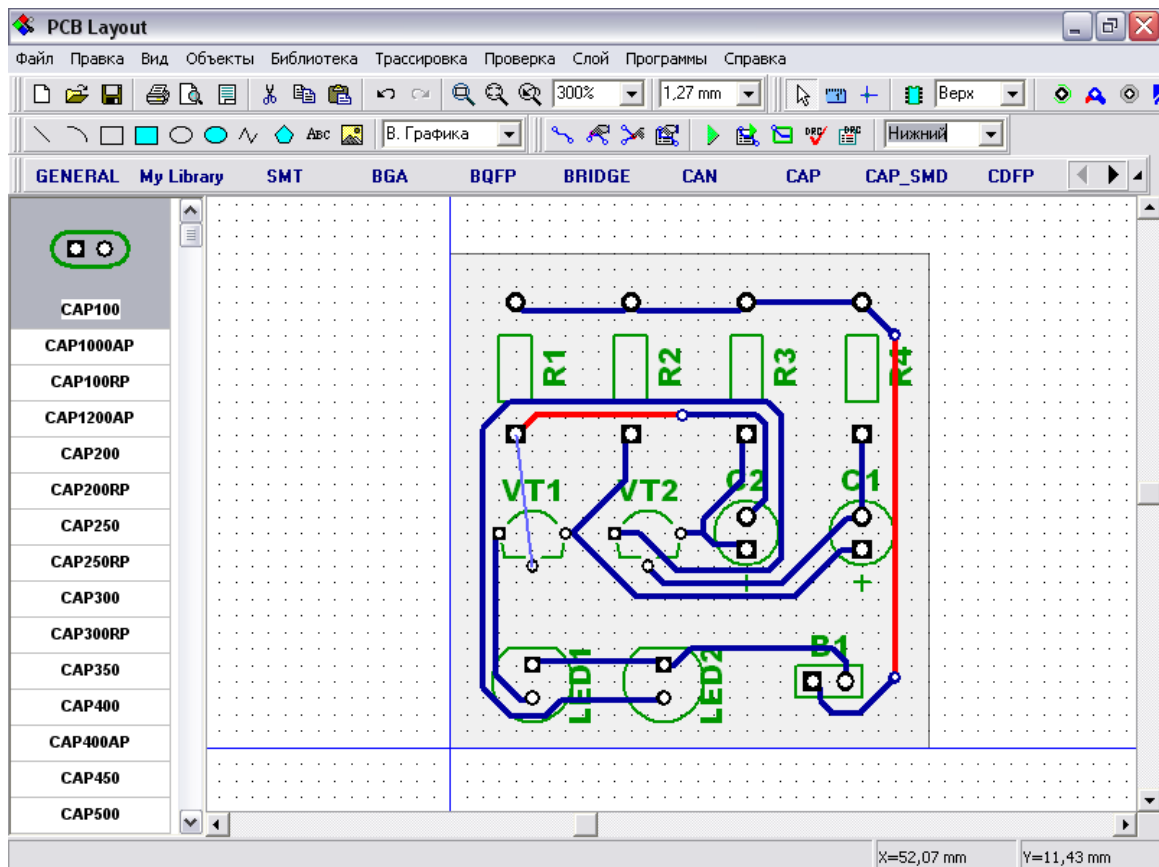 PCB Layout
Файл Правка Вид Объекты Библиотека Трассировка Проверка Слой Программы Справка
300% 1,27 mm Верх
ABC В. Графика DRC DRC Нижний
GENERAL My Library SMT BGA BQFP BRIDGE CAN CAP CAP_SMD CDFP
CAP100
CAP1000AP
CAP100RP
CAP1200AP
CAP200
CAP200RP
CAP250
CAP250RP
CAP300
CAP300RP
CAP350
CAP400
CAP400AP
CAP450
CAP500
R1 R2 R3 R4
VT1 VT2 C2 C1
+ +
LED1 LED2 B1
X=52,07 mm Y=11,43 mm